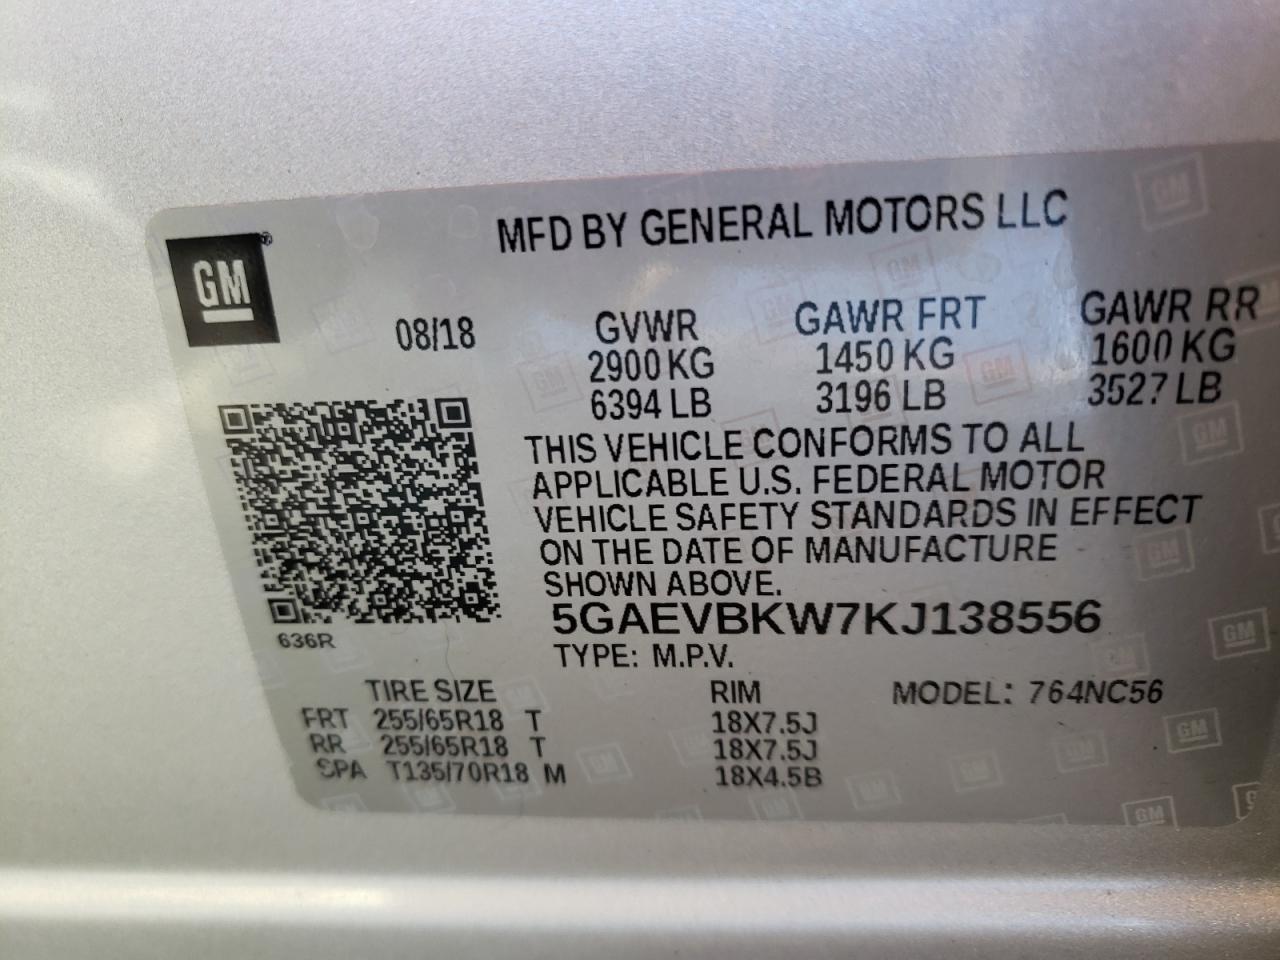 MFD BY GENERAL MOTORS LLC
GM
08/18 GVWR GAWR FRT GAWR RR
2900 KG 1450 KG 1600 KG
6394 LB 3196 LB 3527 LB
THIS VEHICLE CONFORMS TO ALL
APPLICABLE U.S. FEDERAL MOTOR
VEHICLE SAFETY STANDARDS IN EFFECT
ON THE DATE OF MANUFACTURE
SHOWN ABOVE.
5GAEVBKW7KJ138556
636R
TYPE: M.P.V.
TIRE SIZE RIM MODEL: 764NC56
FRT 255/65R18 T 18X7.5J
RR 255/65R18 T 18X7.5J
SPA T135/70R18 M 18X4.5B